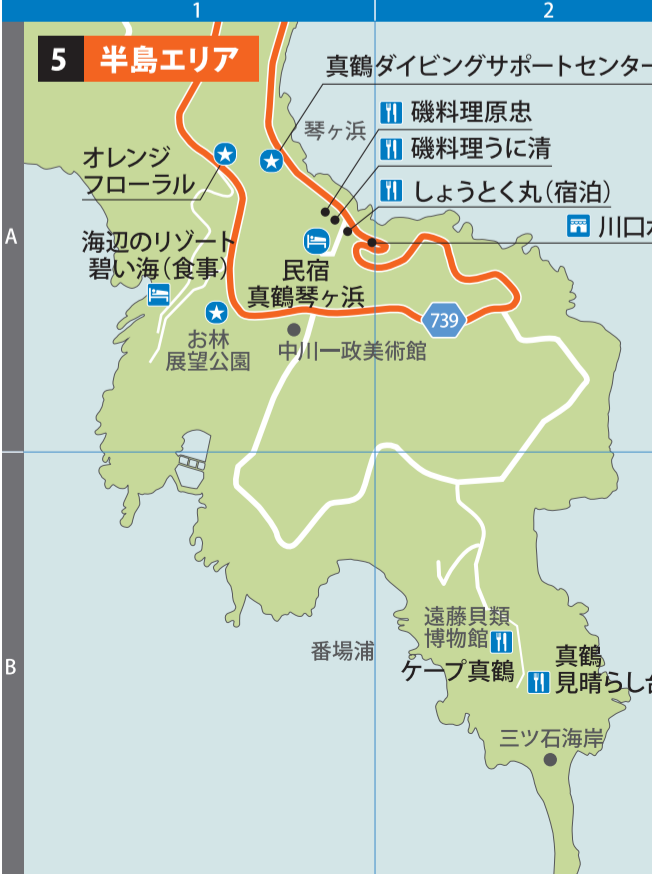 1
2
5 半島エリア
真鶴ダイビングサポートセンター
磯料理原忠
琴ヶ浜
磯料理うに清
オレンジ
フローラル
しょうとく丸(宿泊)
A
川口
海辺のリゾート
碧い海(食事)
民宿
真鶴琴ヶ浜
739
お林
展望公園
中川一政美術館
遠藤貝類
博物館
番場浦
B
ケープ真鶴
真鶴
見晴らし台
三ツ石海岸